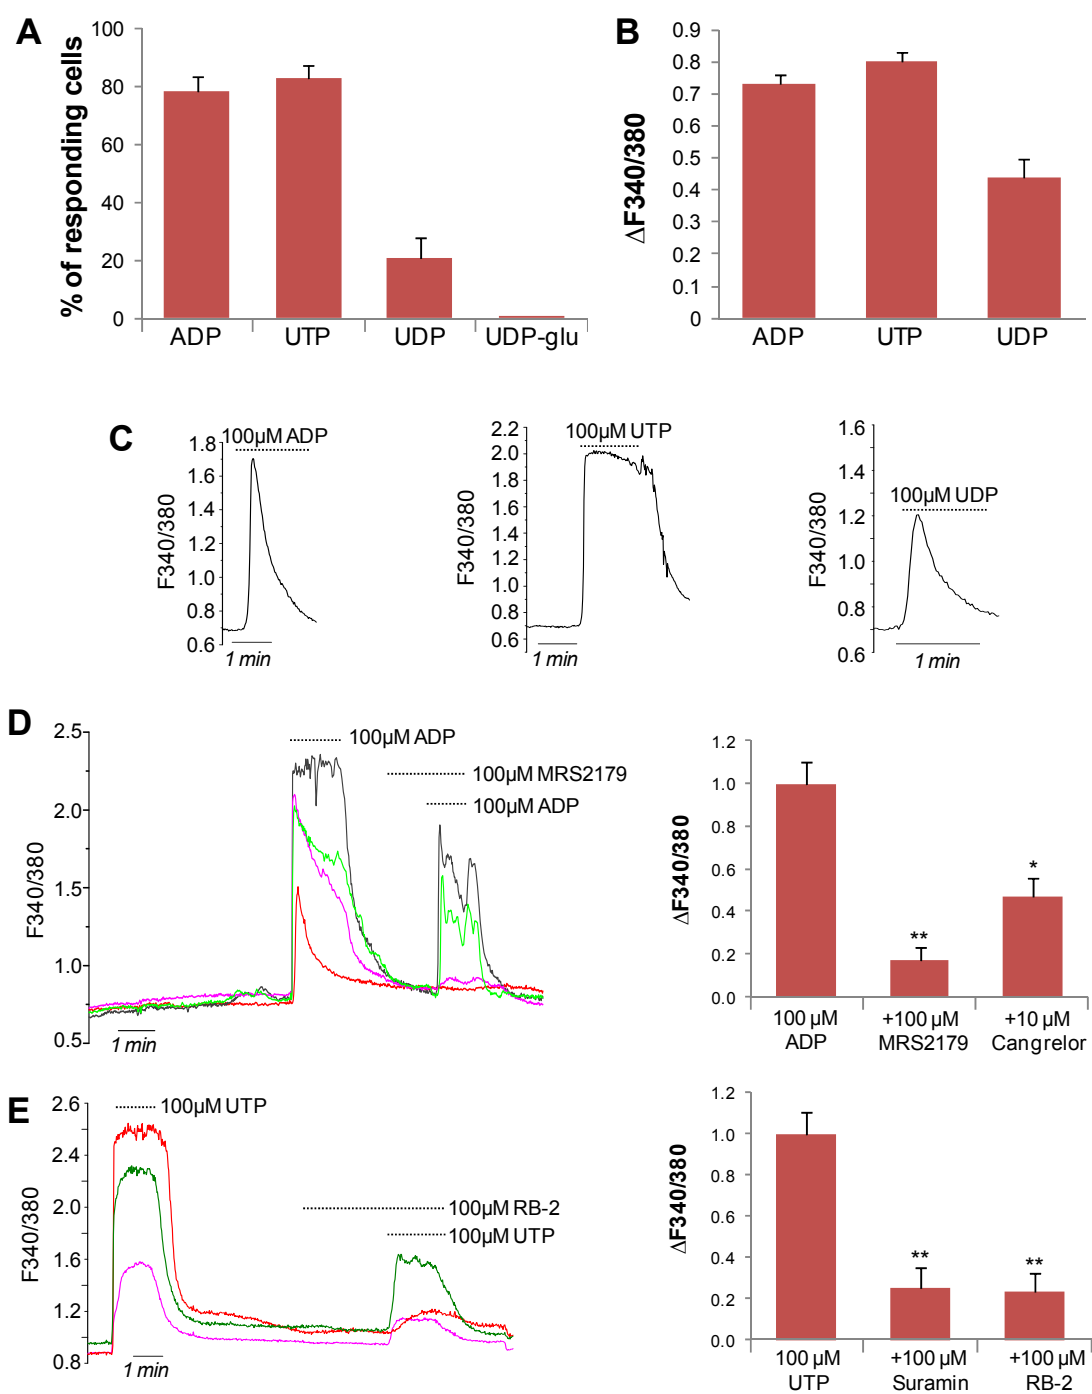 A
% of responding cells
100
80
60
40
20
0
ADP
UTP
UDP
UDP-glu
B
ΔF340/380
0.9
0.8
0.7
0.6
0.5
0.4
0.3
0.2
0.1
0
ADP
UTP
UDP
C
100µM ADP
F340/380
1.8
1.6
1.4
1.2
1.0
0.8
0.6
1 min
100µM UTP
F340/380
2.2
2.0
1.8
1.6
1.4
1.2
1.0
0.8
0.6
1 min
100µM UDP
F340/380
1.6
1.4
1.2
1.0
0.8
0.6
1 min
D
F340/380
2.5
2.0
1.5
1.0
0.5
100µM ADP
100µM MRS2179
100µM ADP
1 min
ΔF340/380
1.2
1.0
0.8
0.6
0.4
0.2
0.0
**
*
100 µM
ADP
+100 µM
MRS2179
+10 µM
Cangrelor
E
F340/380
2.6
2.4
2.0
1.6
1.2
0.8
100µM UTP
100µM RB-2
100µM UTP
1 min
ΔF340/380
1.2
1.0
0.8
0.6
0.4
0.2
0.0
**
**
100 µM
UTP
+100 µM
Suramin
+100 µM
RB-2